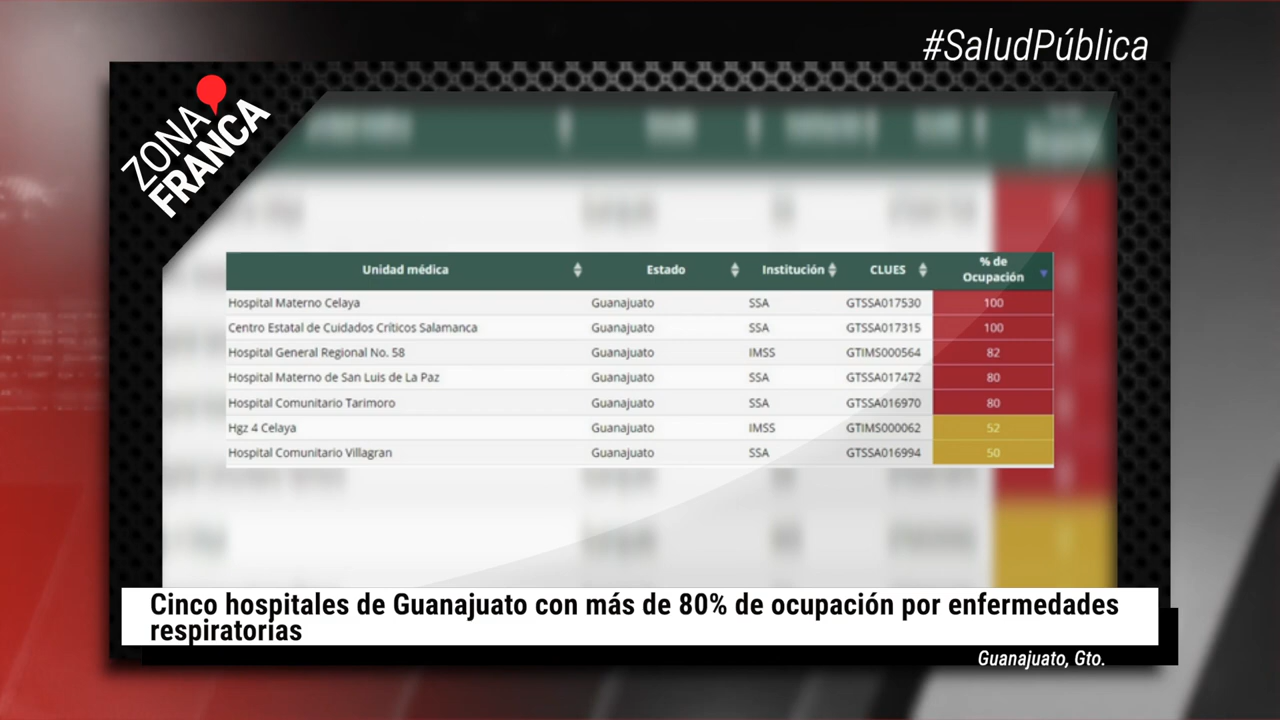 #SaludPública
ZONA
FRANCA
Unidad médica Estado Institución CLUES % de Ocupación
Hospital Materno Celaya Guanajuato SSA GTSSA017530 100
Centro Estatal de Cuidados Críticos Salamanca Guanajuato SSA GTSSA017315 100
Hospital General Regional No. 58 Guanajuato IMSS GTIMS000564 82
Hospital Materno de San Luis de La Paz Guanajuato SSA GTSSA017472 80
Hospital Comunitario Tarimoro Guanajuato SSA GTSSA016970 80
Hgz 4 Celaya Guanajuato IMSS GTIMS000062 52
Hospital Comunitario Villagran Guanajuato SSA GTSSA016994 50
Cinco hospitales de Guanajuato con más de 80% de ocupación por enfermedades
respiratorias
Guanajuato, Gto.